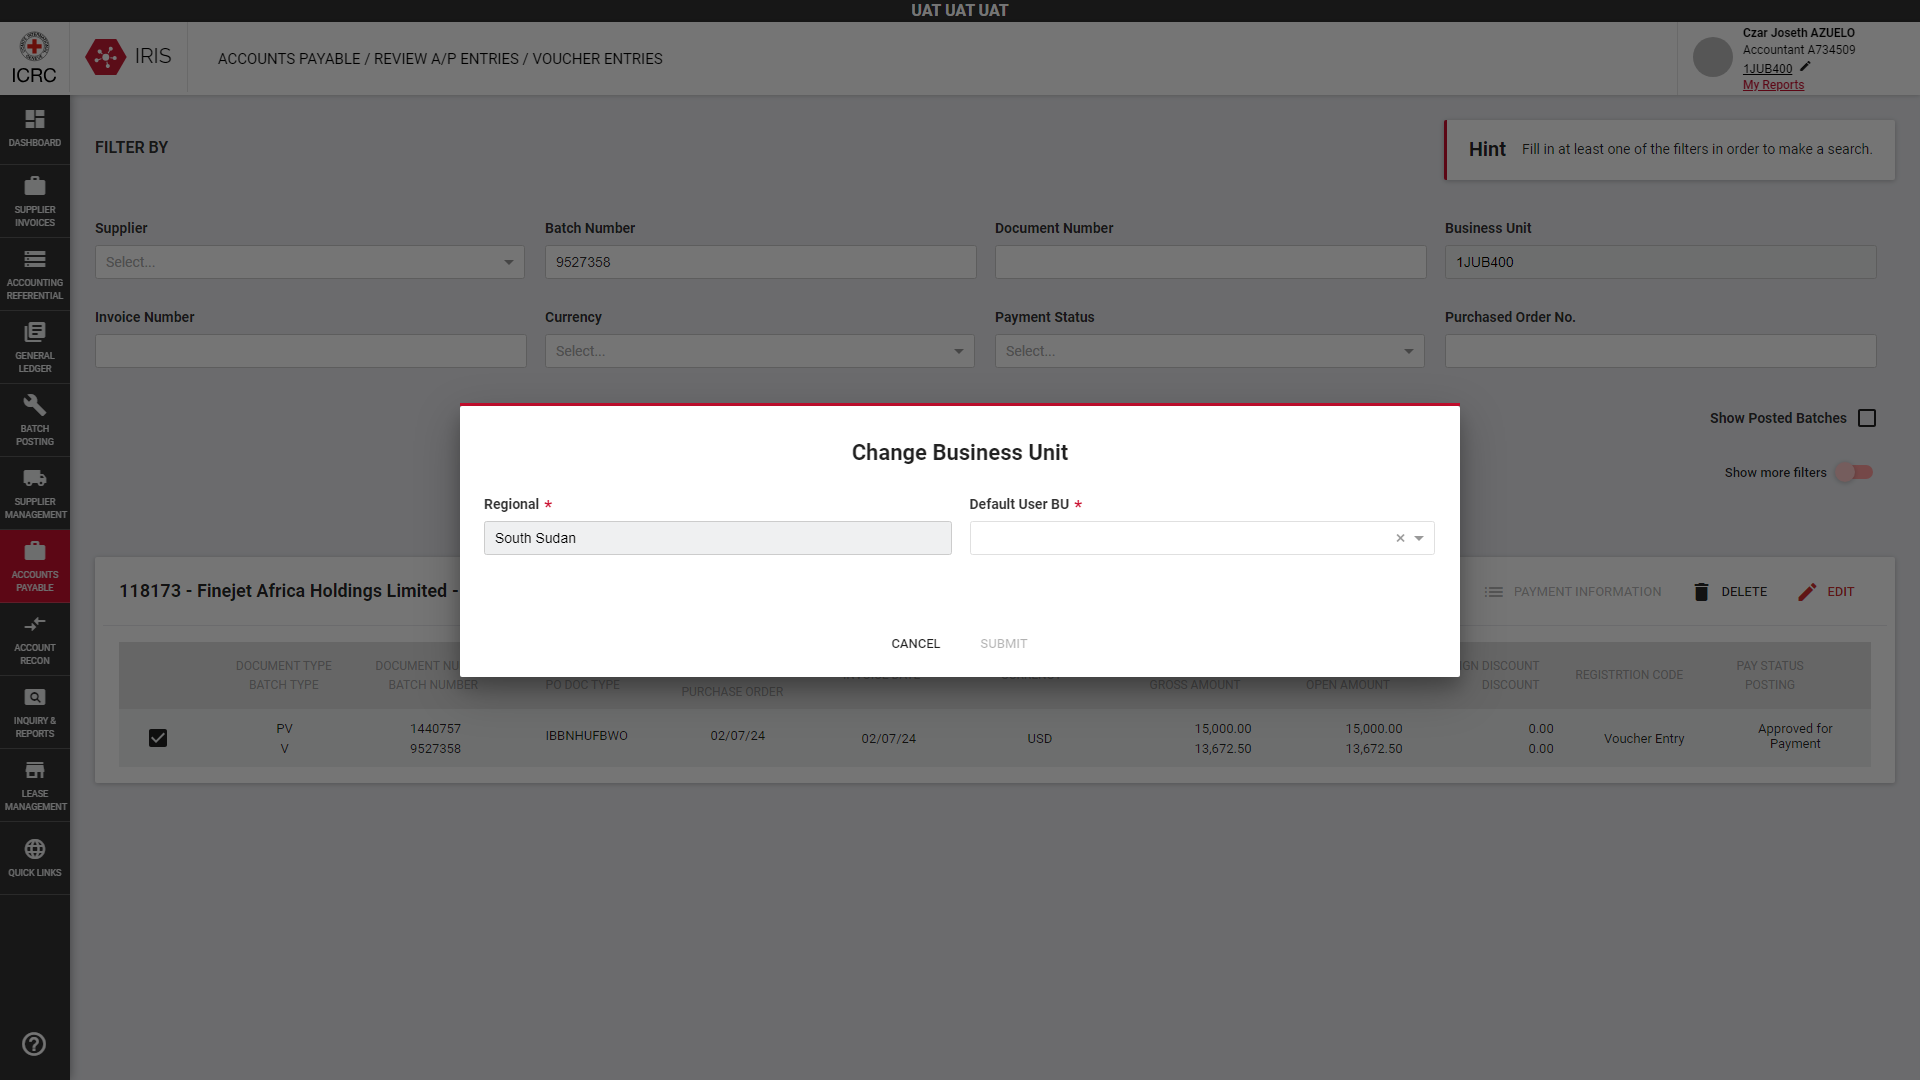 UAT UAT UAT
ICRC
IRIS
ACCOUNTS PAYABLE / REVIEW A/P ENTRIES / VOUCHER ENTRIES
Czar Joseth AZUELO
Accountant A734509
1JUB400
My Reports
DASHBOARD
SUPPLIER
INVOICES
ACCOUNTING
REFERENTIAL
GENERAL
LEDGER
BATCH
POSTING
SUPPLIER
MANAGEMENT
ACCOUNTS
PAYABLE
ACCOUNT
RECON
INQUIRY &
REPORTS
LEASE
MANAGEMENT
QUICK LINKS
FILTER BY
Hint Fill in at least one of the filters in order to make a search.
Supplier Batch Number Document Number Business Unit
Select... 9527358 1JUB400
Invoice Number Currency Payment Status Purchased Order No.
Select... Select...
Show Posted Batches
Show more filters
Change Business Unit
Regional * Default User BU *
South Sudan
CANCEL SUBMIT
118173 - Finejet Africa Holdings Limited -
PAYMENT INFORMATION DELETE EDIT
DOCUMENT TYPE
BATCH TYPE
BATCH NUMBER
PO DOC TYPE
PURCHASE ORDER
GROSS AMOUNT
OPEN AMOUNT
DISCOUNT
DISCOUNT
REGISTRTION CODE
PAY STATUS
POSTING
PV 1440757 IBBNHUFBWO 02/07/24 02/07/24 USD 15,000.00 15,000.00 0.00 Voucher Entry Approved for
V 9527358 13,672.50 13,672.50 0.00 Payment